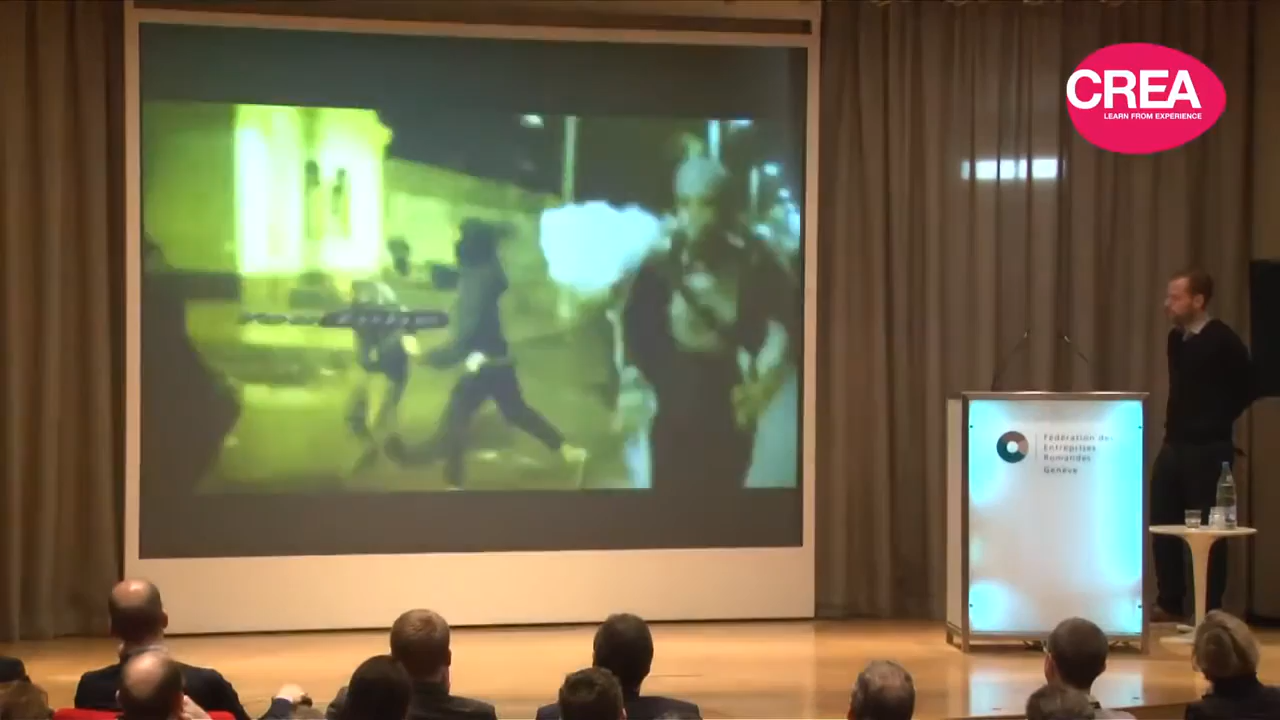 CREA
LEARN FROM EXPERIENCE
Fédération des
Entreprises
Romandes
Genève